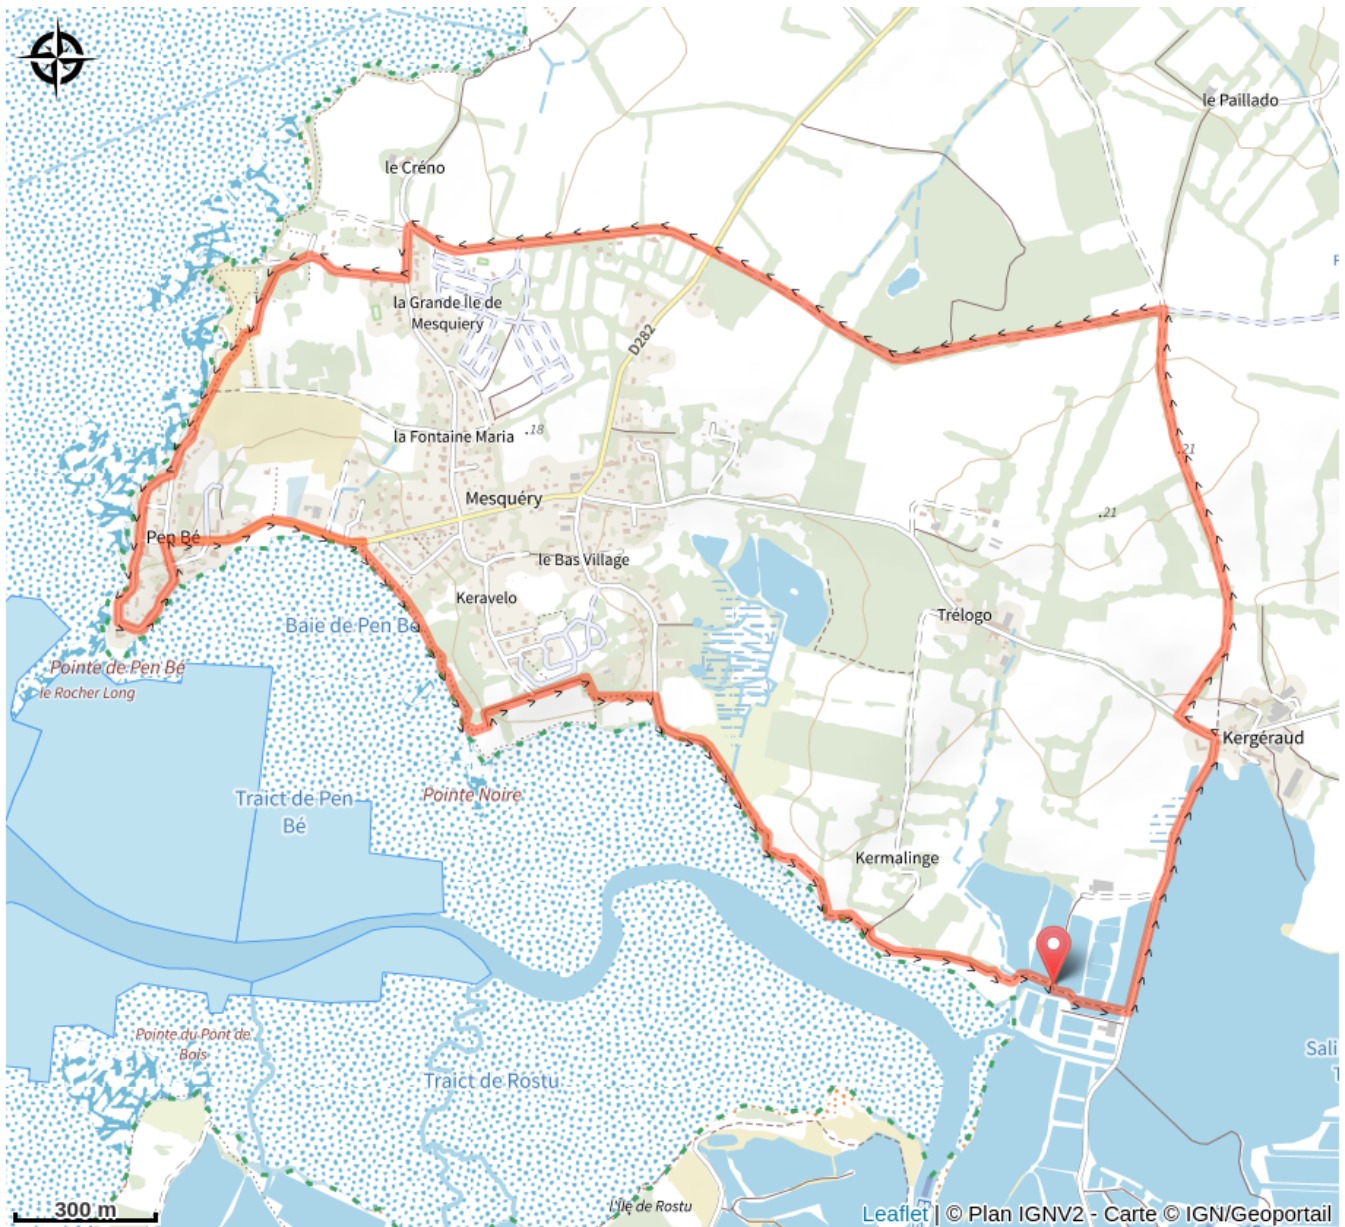 le Paillado
le Créno
la Grande Île de
Mesquiery
D282
21
la Fontaine Maria
18
Mesquéry
21
Pen Bé
le Bas Village
Keravelo
Trélogo
Baie de Pen Bé
Pointe de Pen Bé
le Rocher Long
Kergéraud
Pointe Noire
Traict de Pen
Bé
Kermalinge
Pointe du Pont de
Bois
Sali
Traict de Rostu
l'Île de Rostu
300 m
Leaflet | © Plan IGNV2 - Carte © IGN/Geoportail